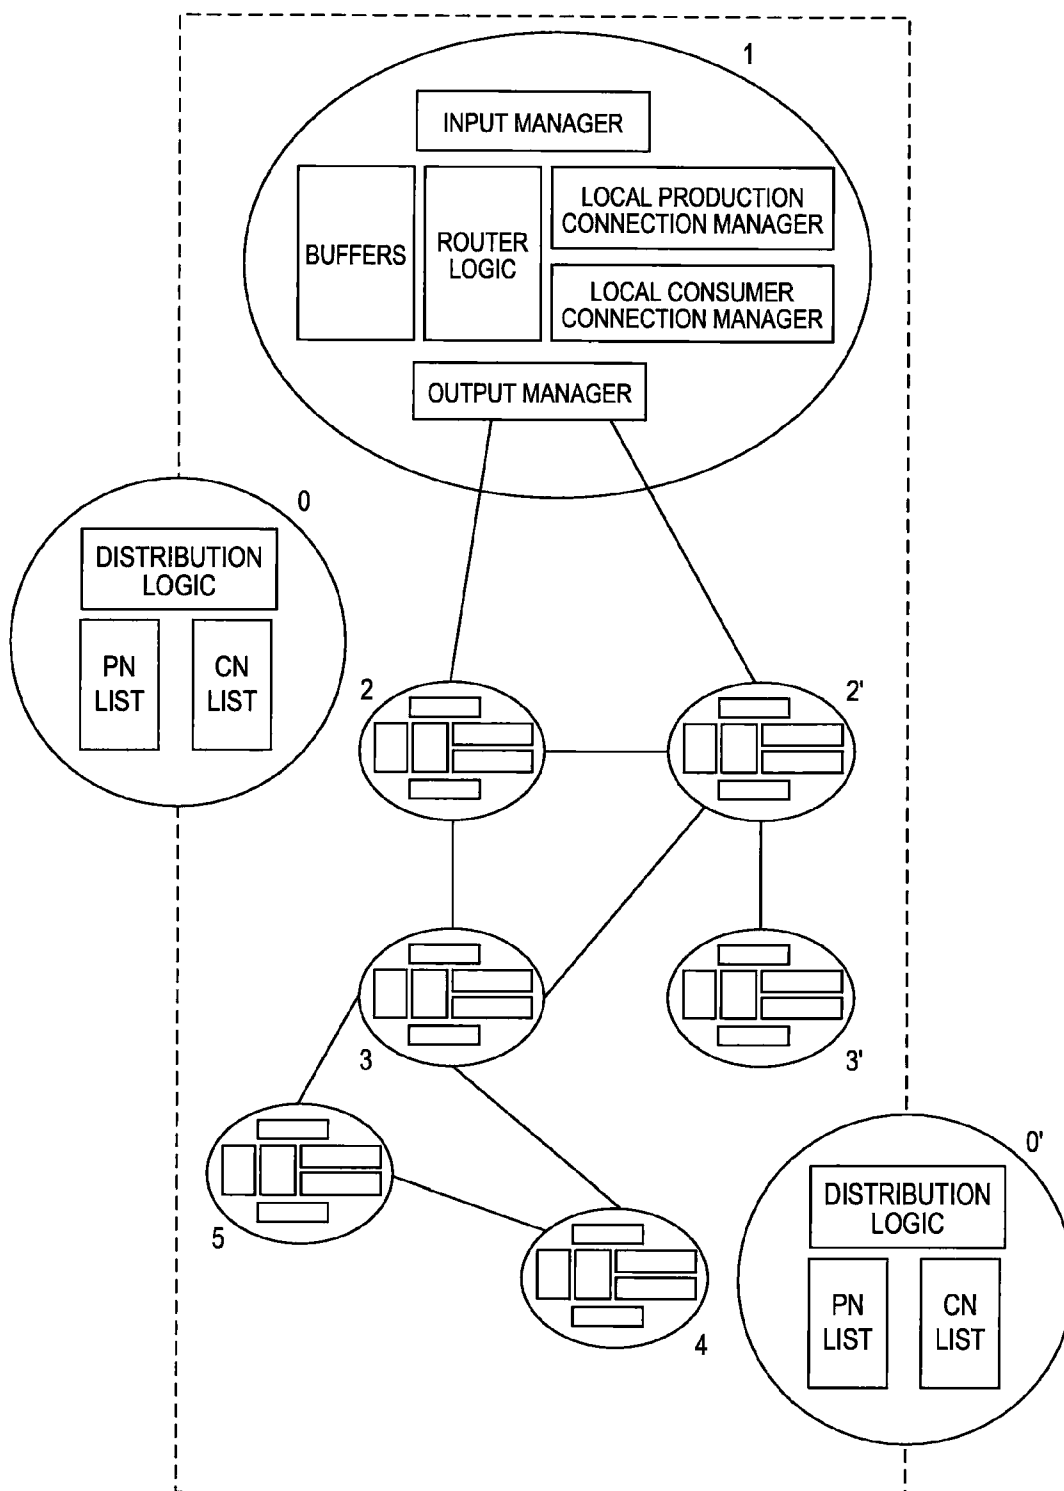 1
INPUT MANAGER
BUFFERS
ROUTER
LOGIC
LOCAL PRODUCTION
CONNECTION MANAGER
LOCAL CONSUMER
CONNECTION MANAGER
OUTPUT MANAGER
0
DISTRIBUTION
LOGIC
PN
LIST
CN
LIST
2
2'
3
3'
5
4
0'
DISTRIBUTION
LOGIC
PN
LIST
CN
LIST